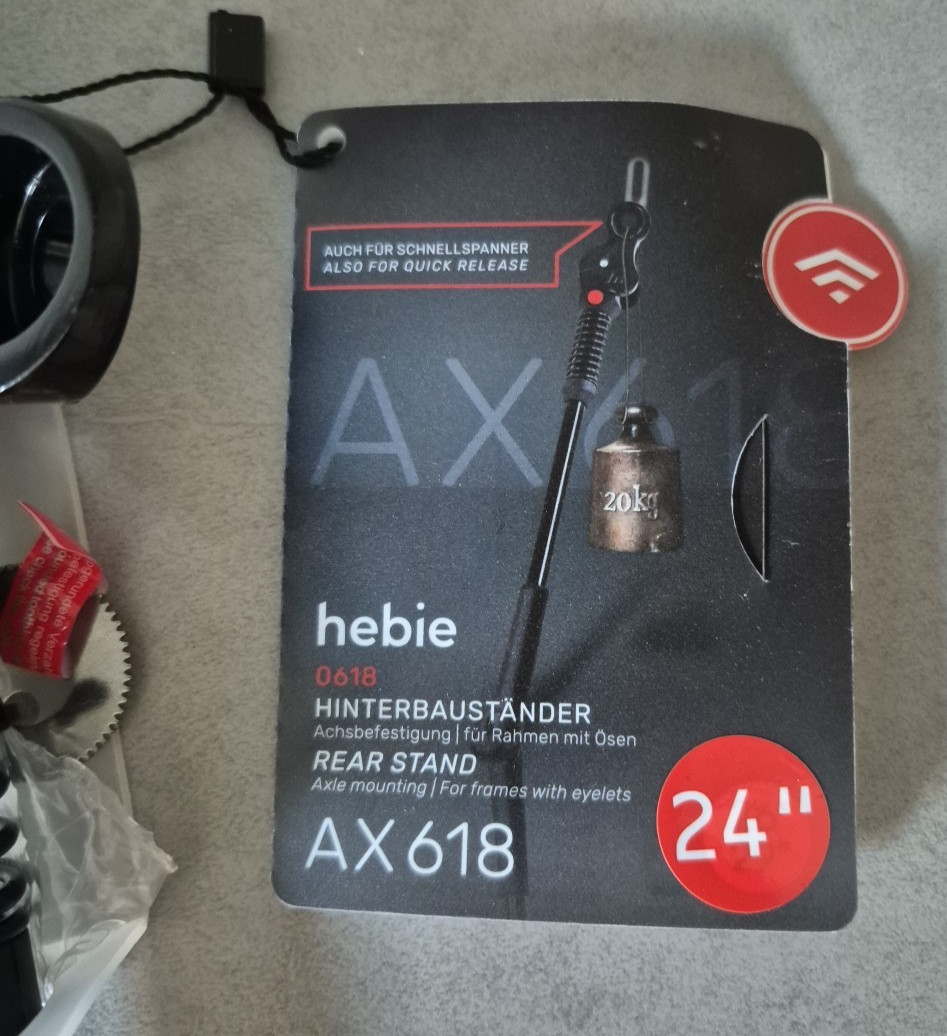 AUCH FÜR SCHNELLSPANNER
ALSO FOR QUICK RELEASE
AX618
20kg
hebie
0618
HINTERBAUSTÄNDER
Achsbefestigung | für Rahmen mit Ösen
REAR STAND
Axle mounting | For frames with eyelets
AX618
24"